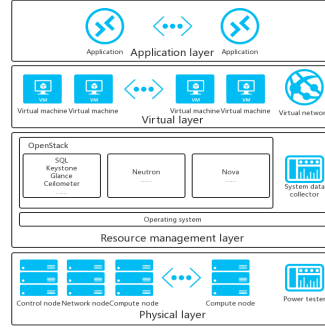 Application
Application layer
Application
VM
VM
VM
VM
Virtual machine Virtual machine
Virtual machine Virtual machine
Virtual network
Virtual layer
OpenStack
SQL
Keystone
Glance
Ceilometer
......
Neutron
......
Nova
......
System data
collector
Operating system
Resource management layer
Control node Network node Compute node
Compute node
Power tester
Physical layer